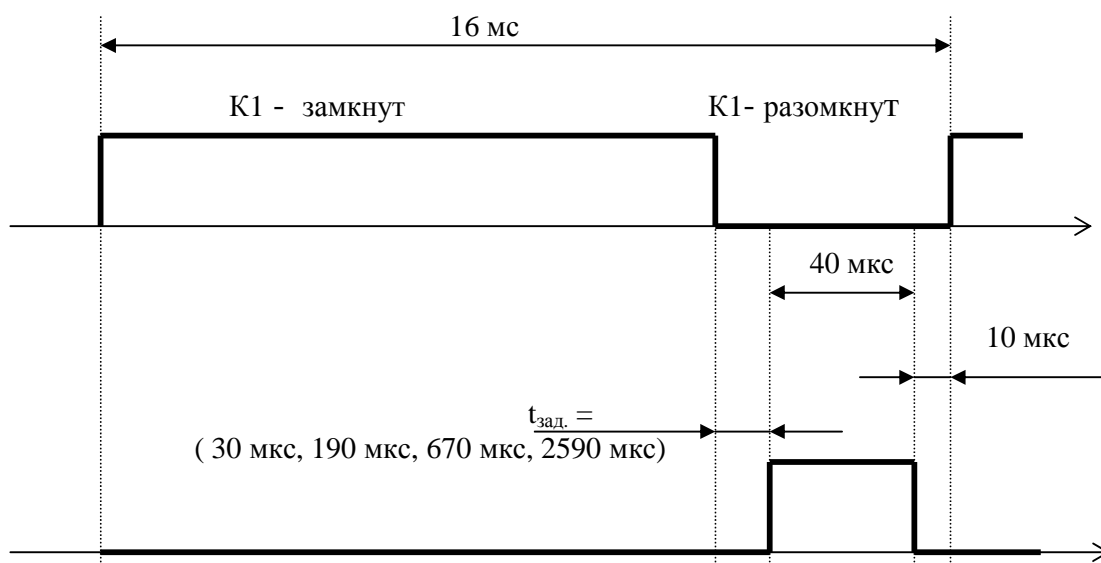 16 мс
К1 - замкнут
К1- разомкнут
40 мкс
10 мкс
tзад. =
( 30 мкс, 190 мкс, 670 мкс, 2590 мкс)